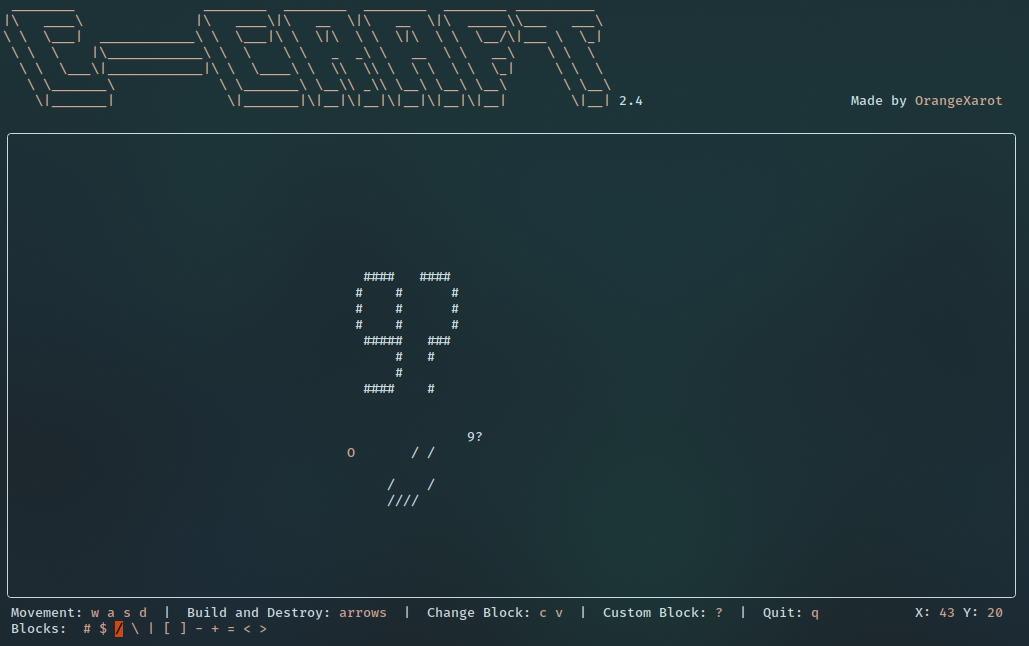 C-CRAFT 2.4 Made by OrangeXarot
####   ####
#    #      #
#    #      #
#    #      #
#####   ###
#   #
#
####    #
9?
O / /
/    /
////
Movement: w a s d | Build and Destroy: arrows | Change Block: c v | Custom Block: ? | Quit: q X: 43 Y: 20
Blocks: # $ / \ | [ ] - + = < >